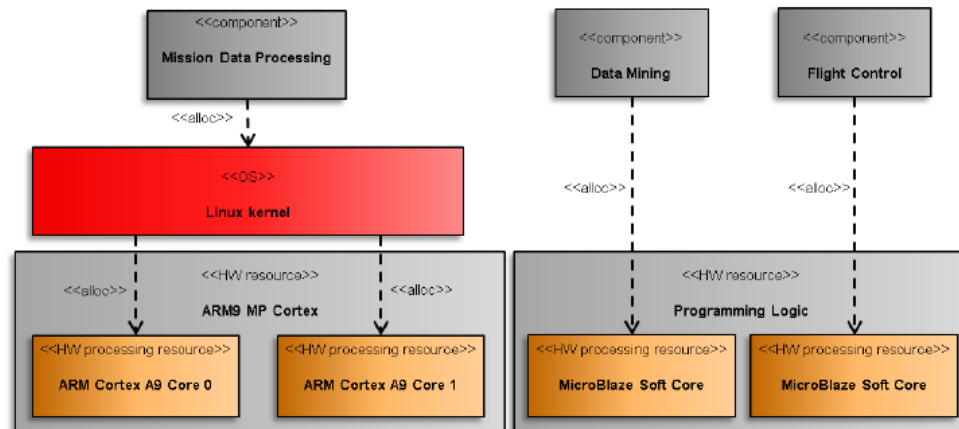 <<component>>
Mission Data Processing
<<component>>
Data Mining
<<component>>
Flight Control
<<alloc>>
<<OS>>
Linux kernel
<<alloc>>
<<alloc>>
<<HW resource>>
<<alloc>>
<<alloc>>
ARM9 MP Cortex
<<HW resource>>
Programming Logic
<<HW processing resource>>
ARM Cortex A9 Core 0
<<HW processing resource>>
ARM Cortex A9 Core 1
<<HW processing resource>>
MicroBlaze Soft Core
<<HW processing resource>>
MicroBlaze Soft Core